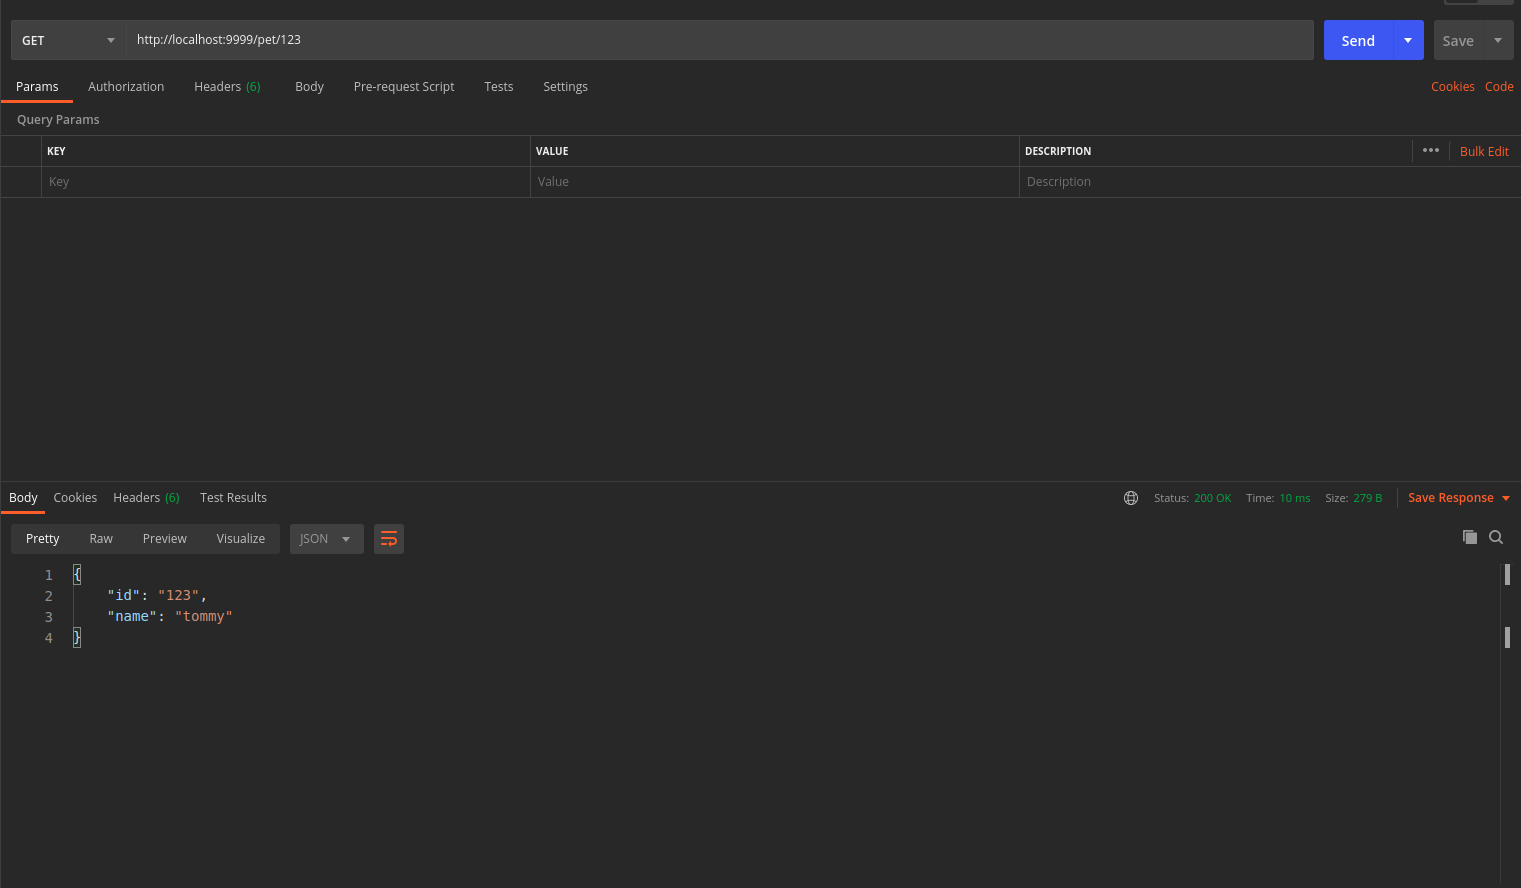 GET http://localhost:9999/pet/123 Send Save
Params Authorization Headers (6) Body Pre-request Script Tests Settings Cookies Code
Query Params
KEY VALUE DESCRIPTION ••• Bulk Edit
Key Value Description
Body Cookies Headers (6) Test Results Status: 200 OK Time: 10 ms Size: 279 B Save Response
Pretty Raw Preview Visualize JSON
1 {
2 "id": "123",
3 "name": "tommy"
4 }